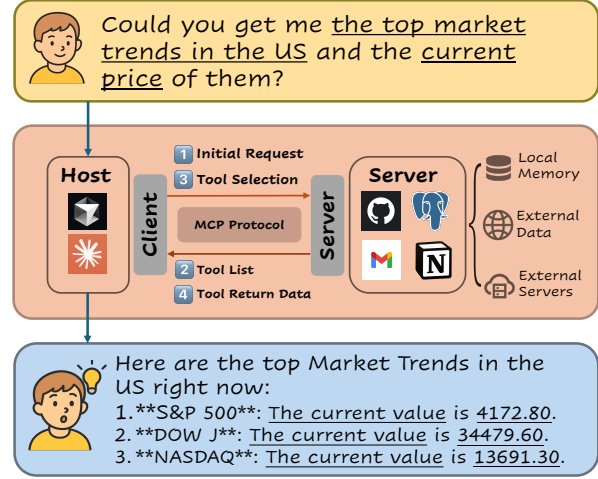 Could you get me the top market
trends in the US and the current
price of them?
Host
Client
1 Initial Request
3 Tool Selection
MCP Protocol
2 Tool List
4 Tool Return Data
Server
Server
N
Local
Memory
External
Data
External
Servers
Here are the top Market Trends in the
US right now:
1.**S&P 500**: The current value is 4172.80.
2. **DOW J**: The current value is 34479.60.
3. **NASDAQ**: The current value is 13691.30.